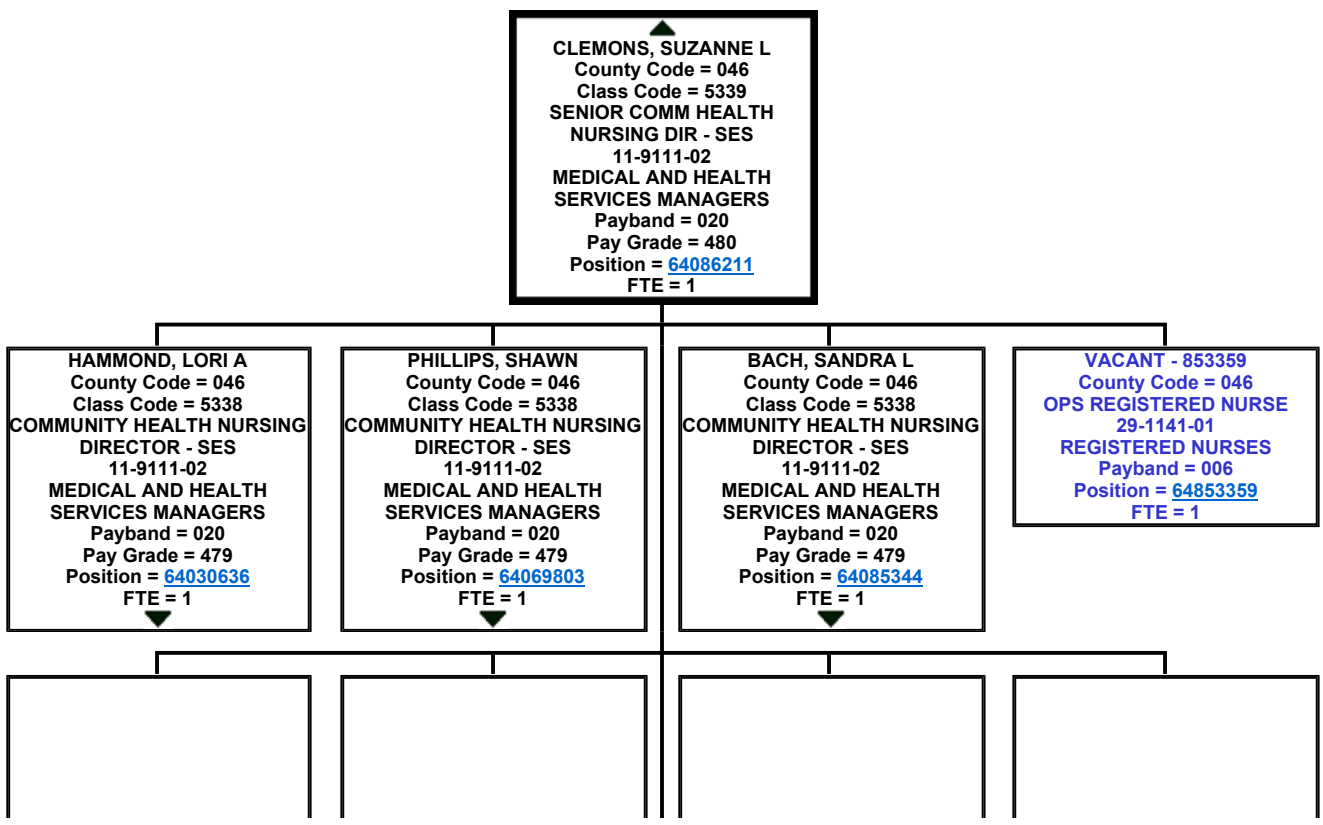 CLEMONS, SUZANNE L
County Code = 046
Class Code = 5339
SENIOR COMM HEALTH
NURSING DIR - SES
11-9111-02
MEDICAL AND HEALTH
SERVICES MANAGERS
Payband = 020
Pay Grade = 480
Position = 64086211
FTE = 1
HAMMOND, LORI A
County Code = 046
Class Code = 5338
COMMUNITY HEALTH NURSING
DIRECTOR - SES
11-9111-02
MEDICAL AND HEALTH
SERVICES MANAGERS
Payband = 020
Pay Grade = 479
Position = 64030636
FTE = 1
PHILLIPS, SHAWN
County Code = 046
Class Code = 5338
COMMUNITY HEALTH NURSING
DIRECTOR - SES
11-9111-02
MEDICAL AND HEALTH
SERVICES MANAGERS
Payband = 020
Pay Grade = 479
Position = 64069803
FTE = 1
BACH, SANDRA L
County Code = 046
Class Code = 5338
COMMUNITY HEALTH NURSING
DIRECTOR - SES
11-9111-02
MEDICAL AND HEALTH
SERVICES MANAGERS
Payband = 020
Pay Grade = 479
Position = 64085344
FTE = 1
VACANT - 853359
County Code = 046
OPS REGISTERED NURSE
29-1141-01
REGISTERED NURSES
Payband = 006
Position = 64853359
FTE = 1